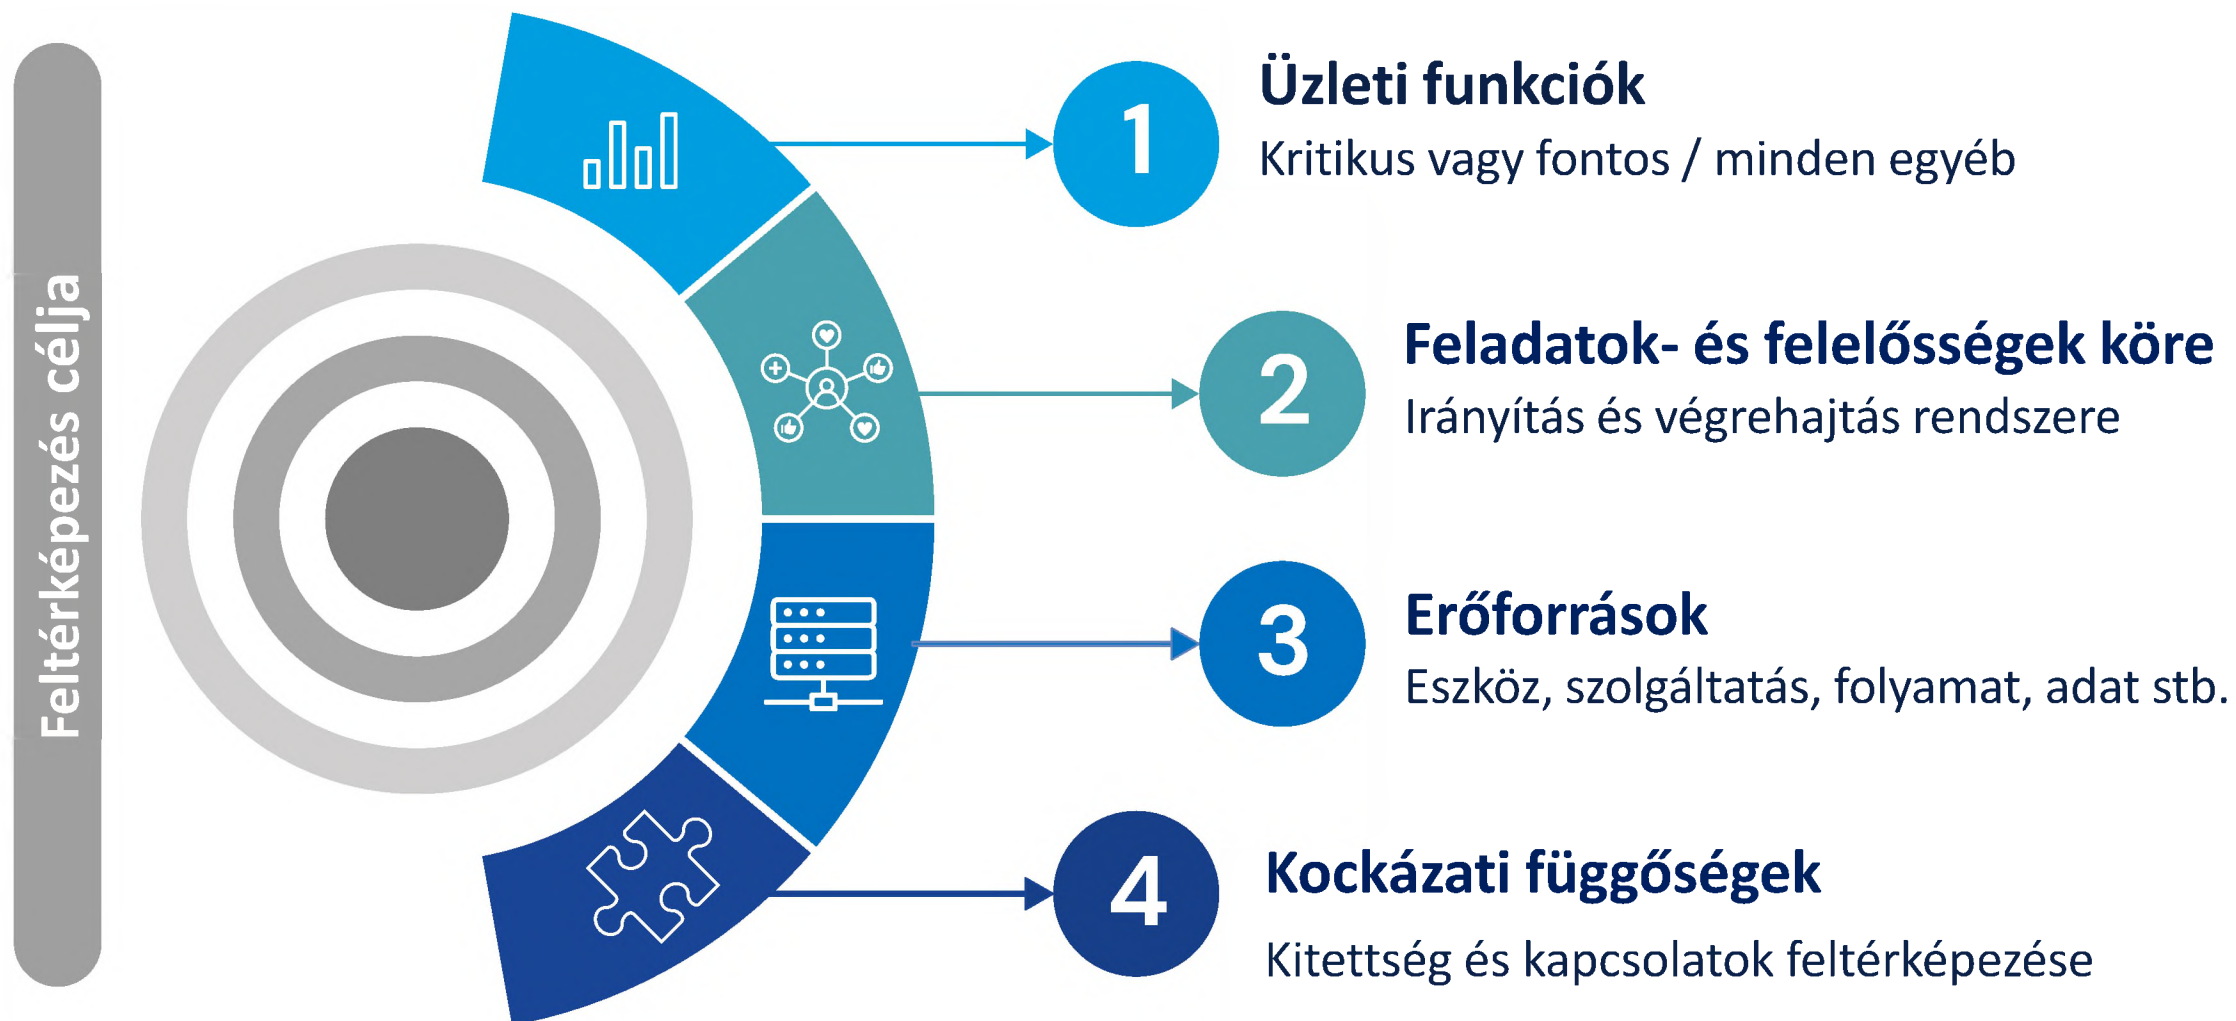 Feltérképezés célja
1
Üzleti funkciók
Kritikus vagy fontos / minden egyéb
2
Feladatok- és felelősségek köre
Irányítás és végrehajtás rendszere
3
Erőforrások
Eszköz, szolgáltatás, folyamat, adat stb.
4
Kockázati függőségek
Kitettség és kapcsolatok feltérképezése